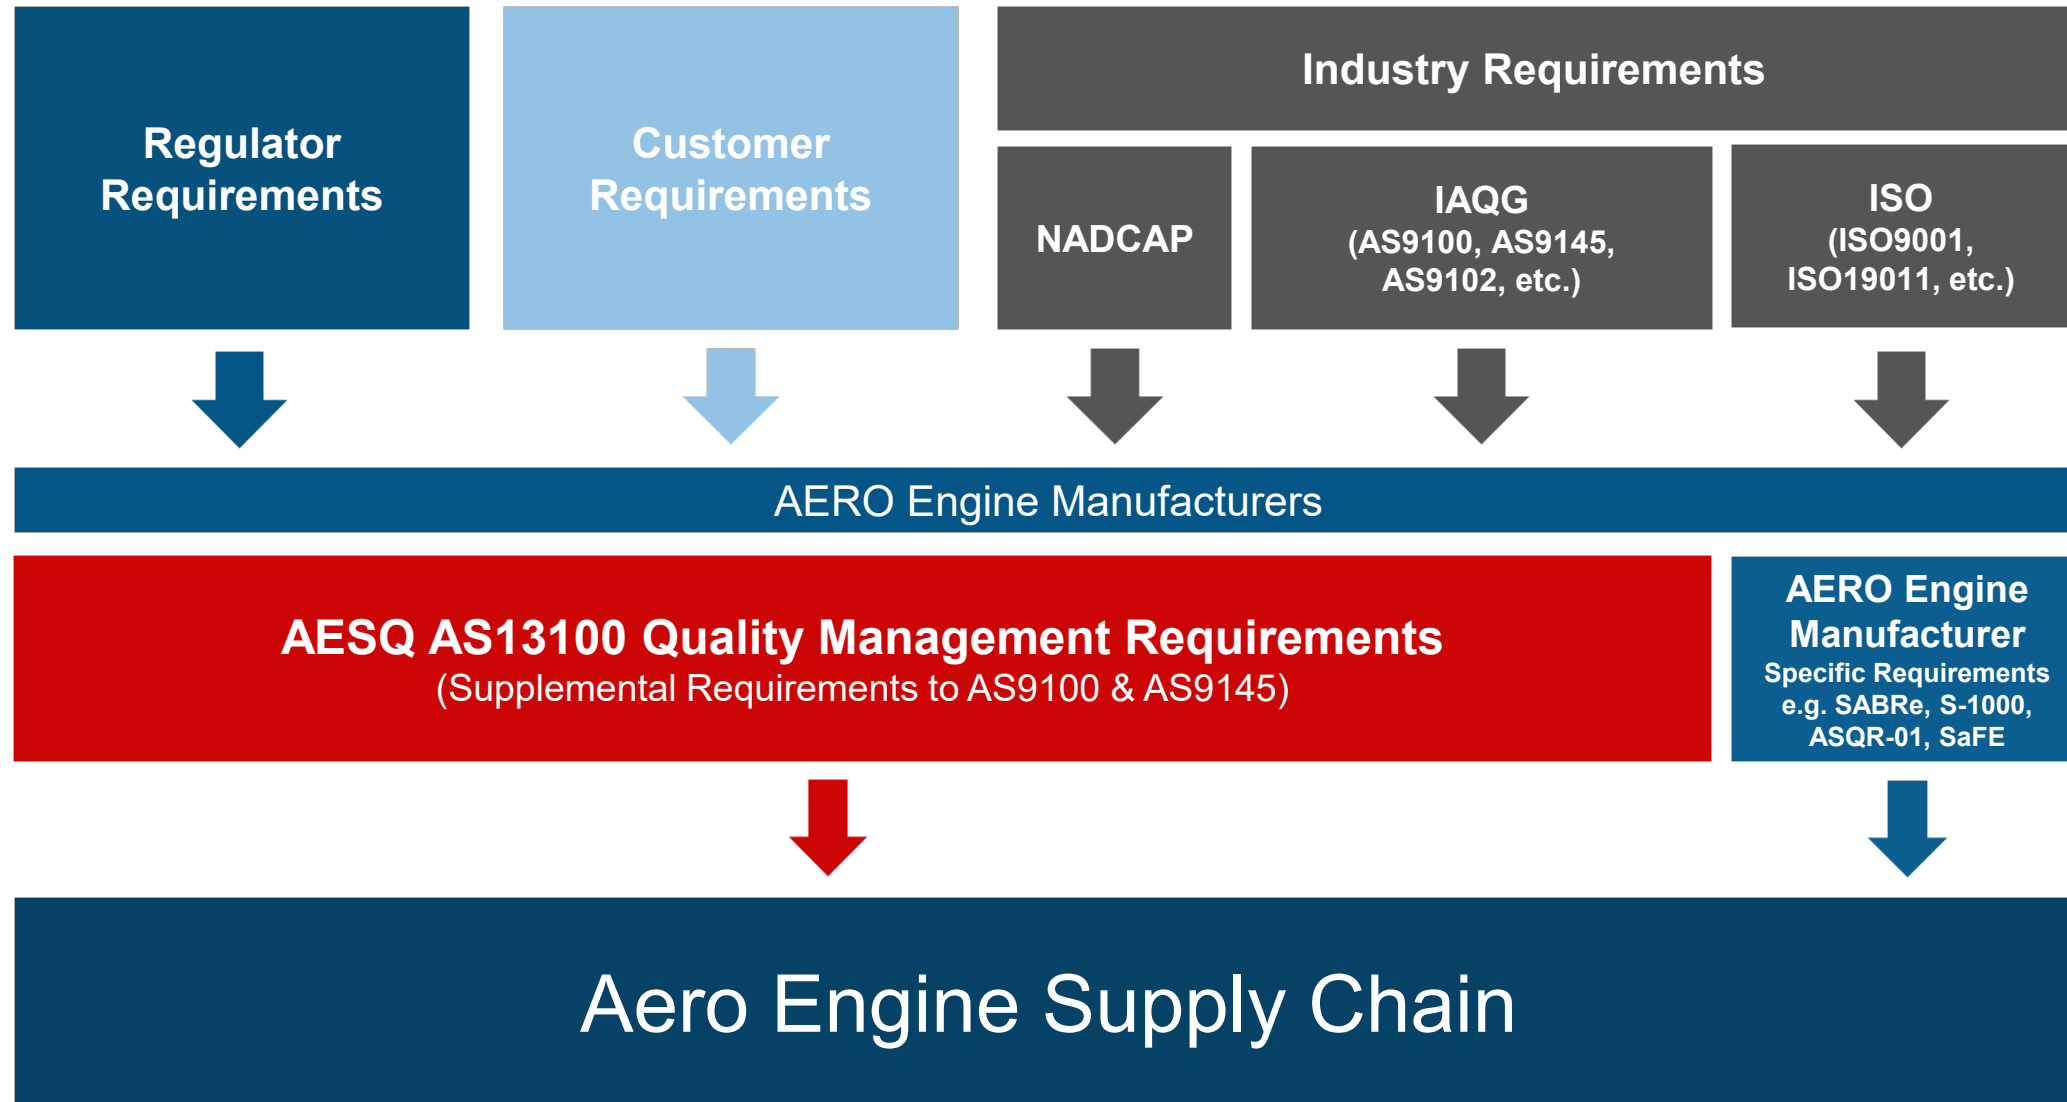 Regulator
Requirements
Customer
Requirements
Industry Requirements
NADCAP
IAQG
(AS9100, AS9145,
AS9102, etc.)
ISO
(ISO9001,
ISO19011, etc.)
AERO Engine Manufacturers
AESQ AS13100 Quality Management Requirements
(Supplemental Requirements to AS9100 & AS9145)
AERO Engine
Manufacturer
Specific Requirements
e.g. SABRe, S-1000,
ASQR-01, SaFE
Aero Engine Supply Chain